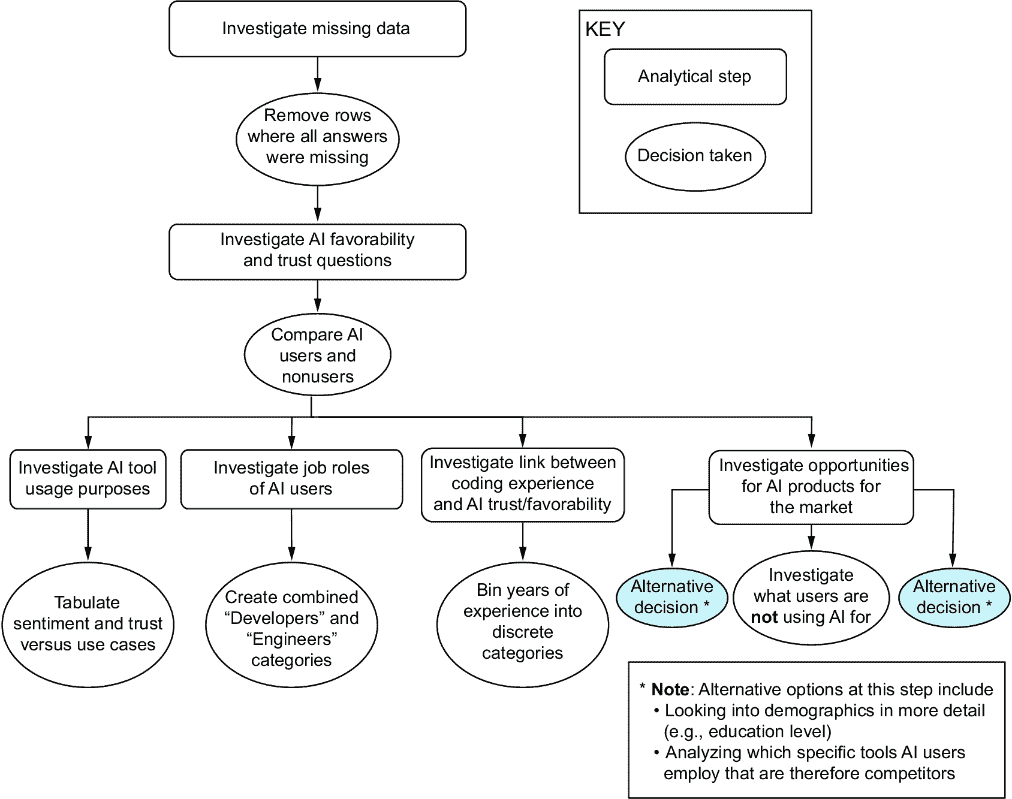 Investigate missing data
KEY
Analytical step
Decision taken
Remove rows
where all answers
were missing
Investigate AI favorability
and trust questions
Compare AI
users and
nonusers
Investigate AI tool
usage purposes
Investigate job roles
of AI users
Investigate link between
coding experience
and AI trust/favorability
Investigate opportunities
for AI products for
the market
Tabulate
sentiment and trust
versus use cases
Create combined
“Developers” and
“Engineers”
categories
Bin years of
experience into
discrete
categories
Alternative
decision *
Investigate
what users are
not using AI for
Alternative
decision *
* Note: Alternative options at this step include
• Looking into demographics in more detail
(e.g., education level)
• Analyzing which specific tools AI users
employ that are therefore competitors